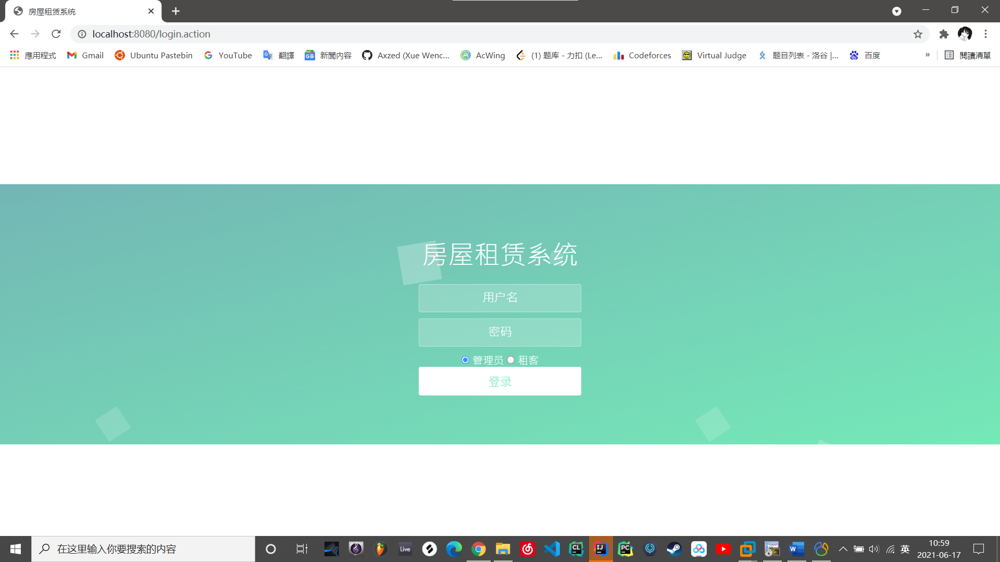 房屋租赁系统
localhost:8080/login.action
應用程式 Gmail Ubuntu Pastebin YouTube 翻譯 新聞內容 Axzed (Xue Wenc... AcWing (1) 题库 - 力扣 (Le... Codeforces Virtual Judge 题目列表 - 洛谷 |... 百度 » 閱讀清單
房屋租赁系统
用户名
密码
管理员 租客
登录
在这里输入你要搜索的内容
Live
CL
IJ
PC
W
英
10:59
2021-06-17